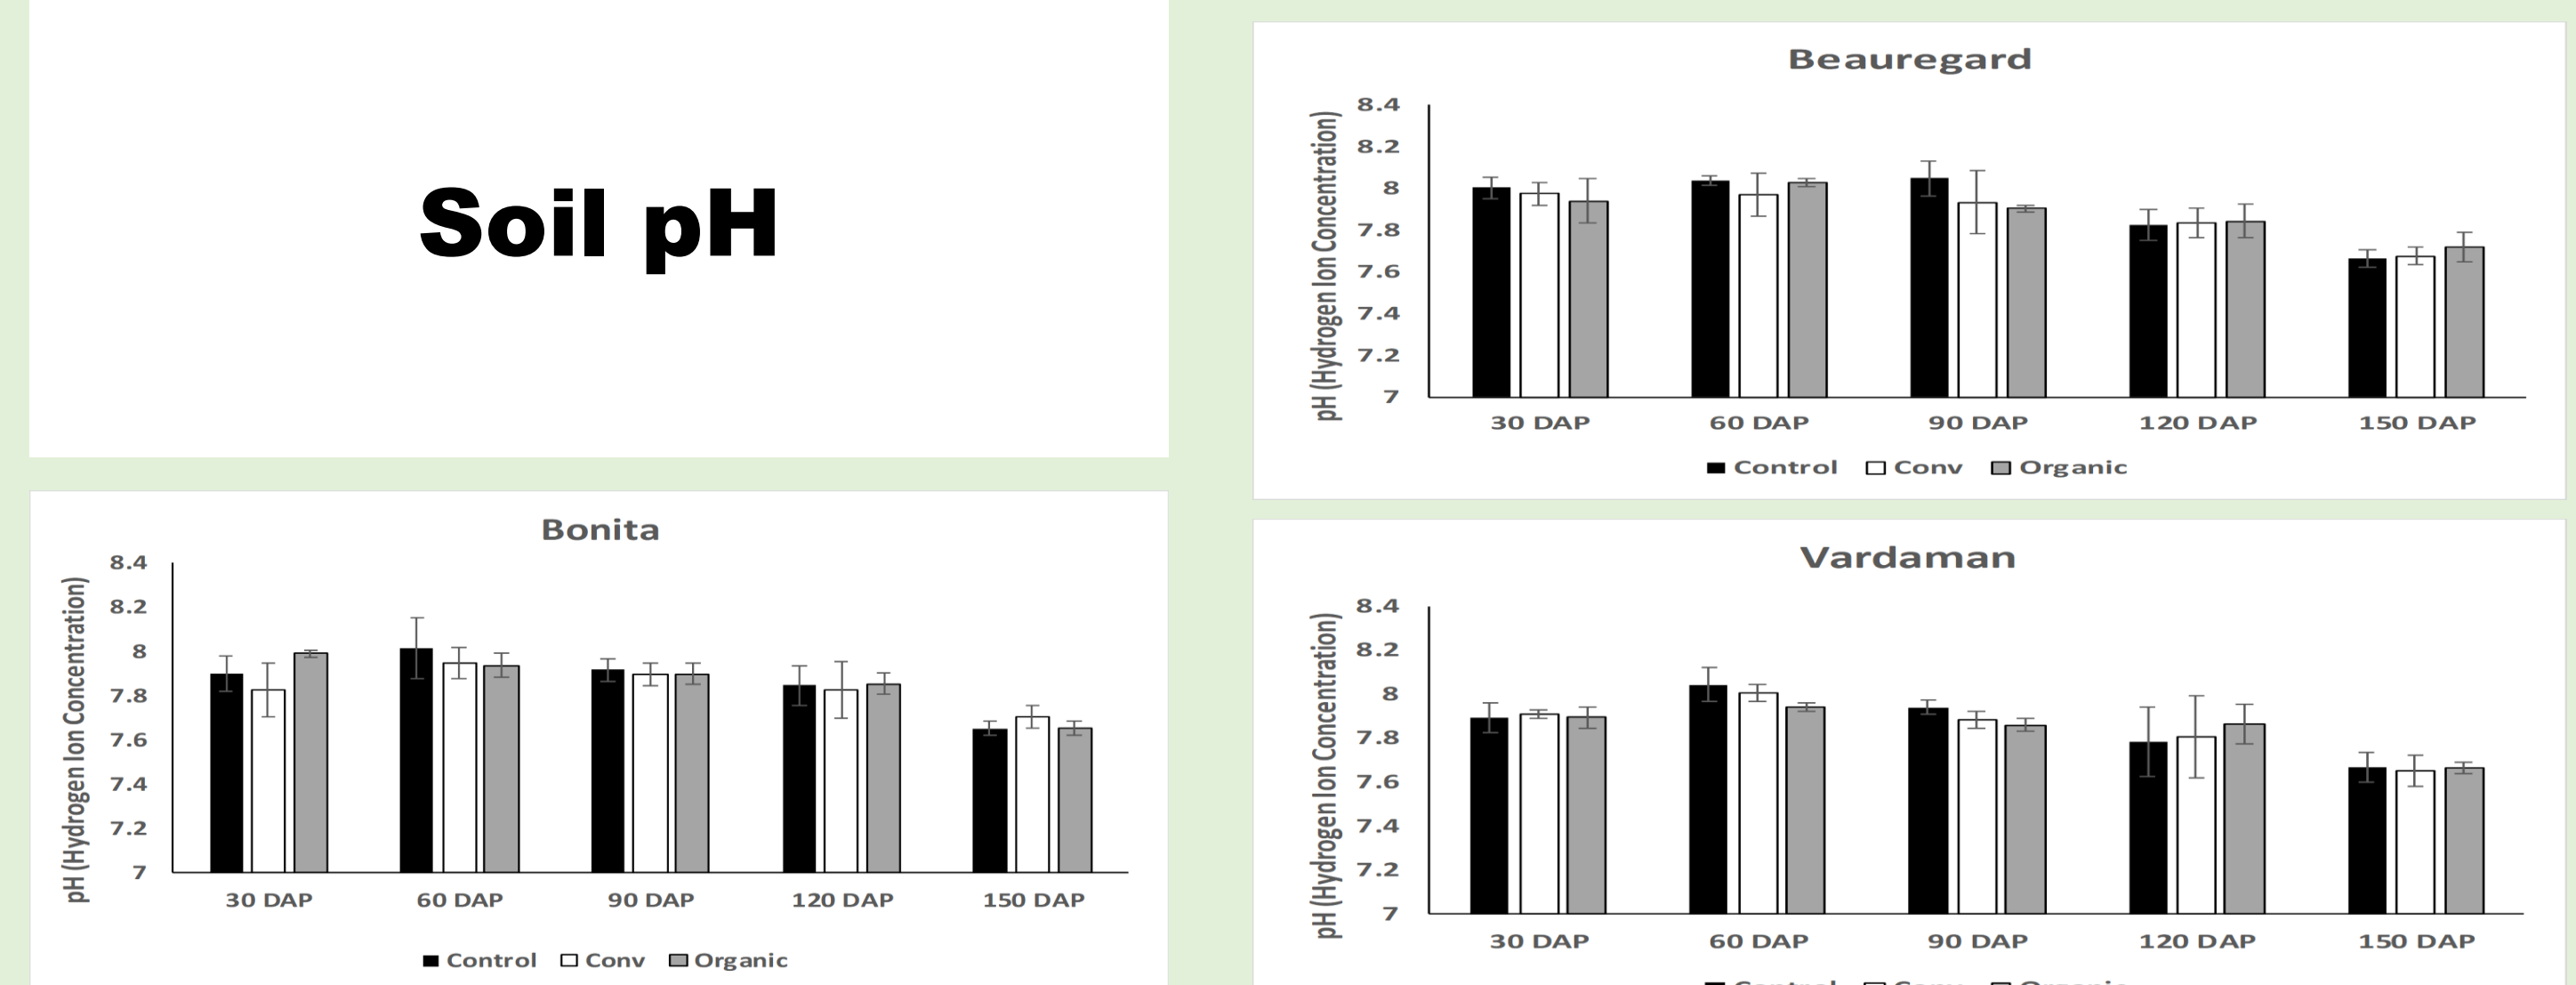 Soil pH
Beauregard
pH (Hydrogen Ion Concentration)
8.4
8.2
8
7.8
7.6
7.4
7.2
7
30 DAP 60 DAP 90 DAP 120 DAP 150 DAP
Control Conv Organic
Bonita
pH (Hydrogen Ion Concentration)
8.4
8.2
8
7.8
7.6
7.4
7.2
7
30 DAP 60 DAP 90 DAP 120 DAP 150 DAP
Control Conv Organic
Vardaman
pH (Hydrogen Ion Concentration)
8.4
8.2
8
7.8
7.6
7.4
7.2
7
30 DAP 60 DAP 90 DAP 120 DAP 150 DAP